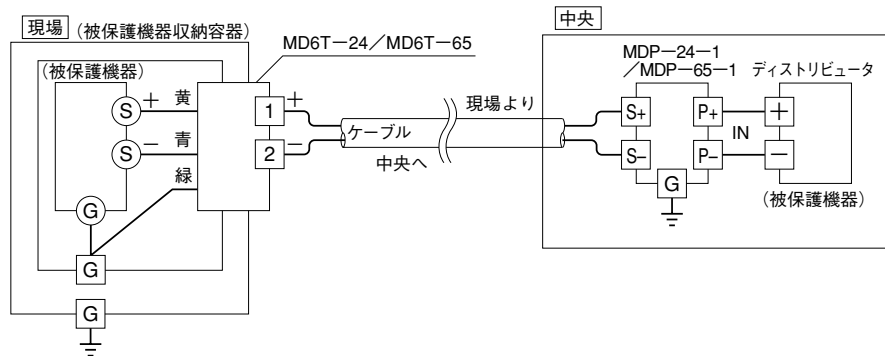 現場 (被保護機器収納容器)
MD6T－24／MD6T－65
(被保護機器)
S ＋ 黄
S － 青
緑
G
G
G
1 ＋
2 －
ケーブル
現場より
中央へ
中央
MDP－24－1
／MDP－65－1
ディストリビュータ
S+ P+ ＋
IN
S− P− －
G
(被保護機器)